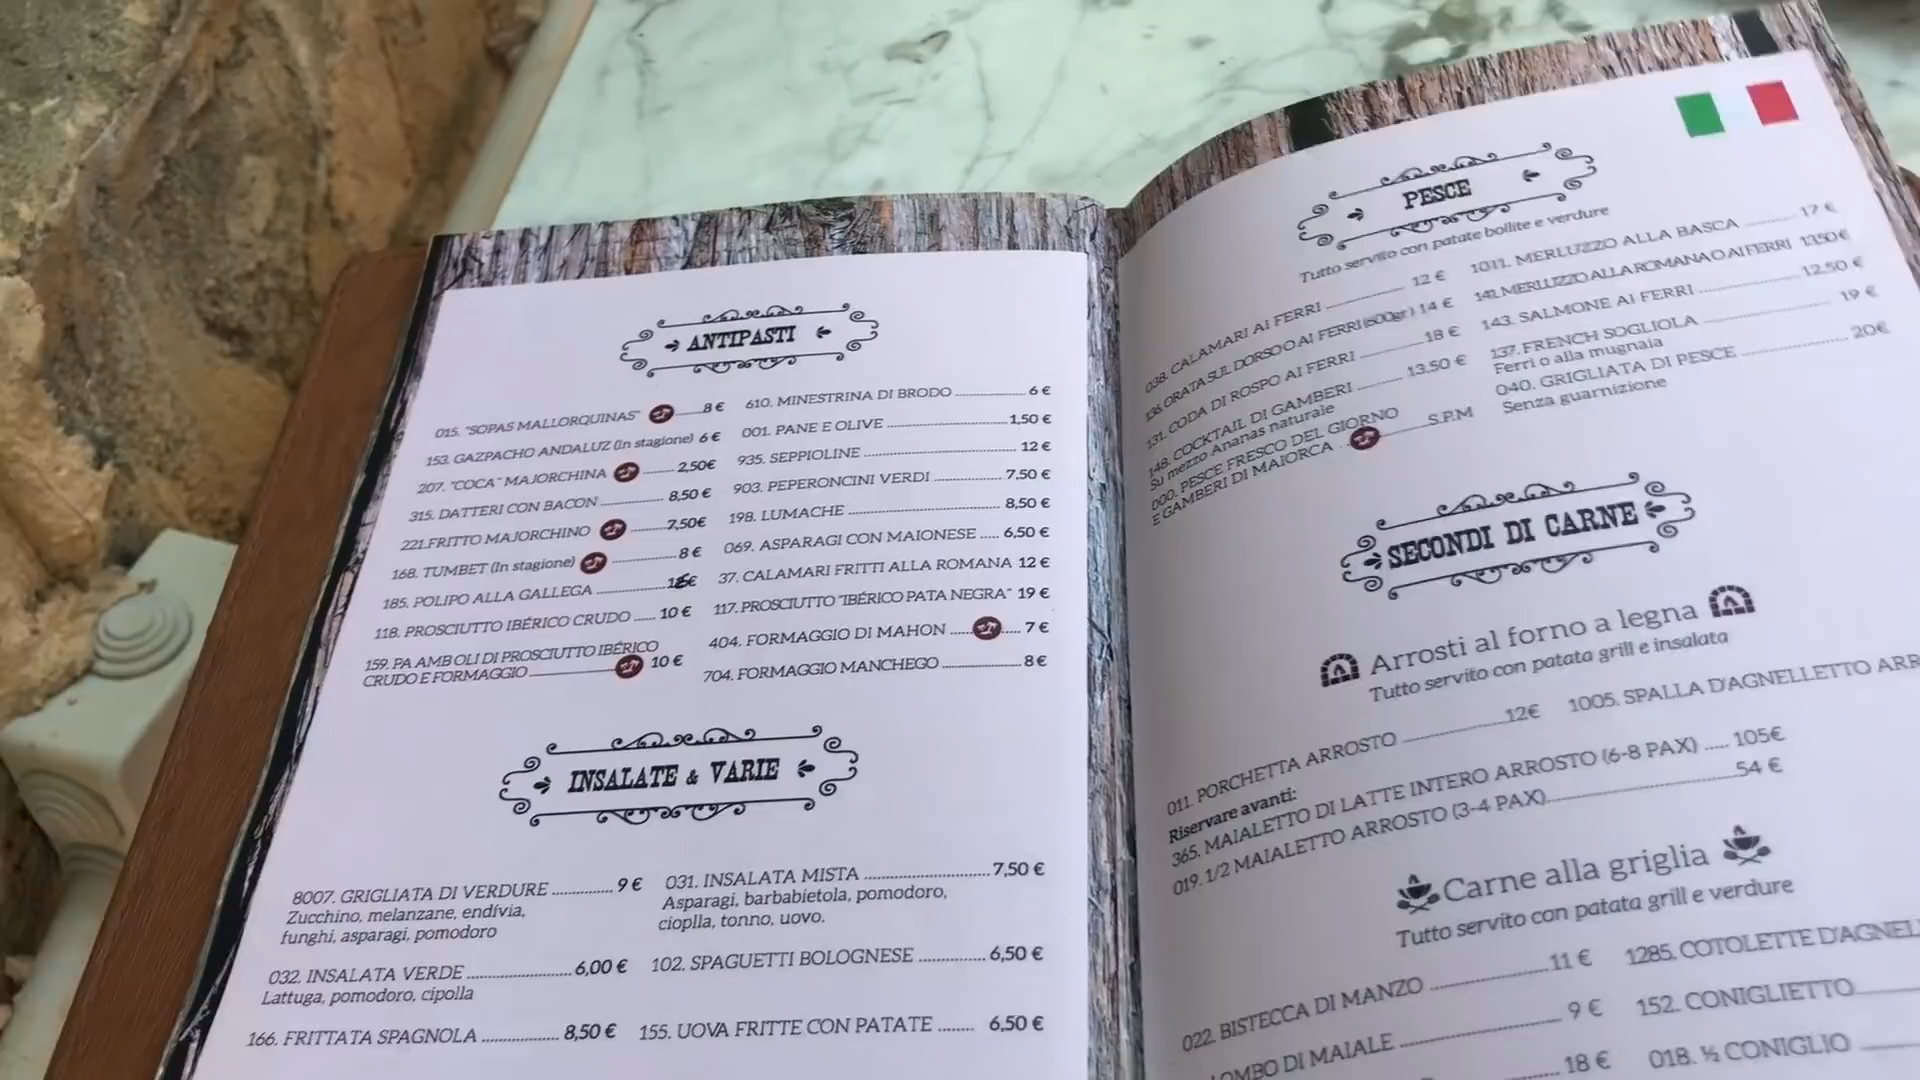 ANTIPASTI
015. "SOPAS MALLORQUINAS" 8 €
153. GAZPACHO ANDALUZ (In stagione) 6 €
207. "COCA" MAJORCHINA 2,50€
315. DATTERI CON BACON 8,50 €
221.FRITTO MAJORCHINO 7,50€
168. TUMBET (In stagione) 8 €
185. POLIPO ALLA GALLEGA
118. PROSCIUTTO IBÉRICO CRUDO 10 €
159. PA AMB OLI DI PROSCIUTTO IBÉRICO
CRUDO E FORMAGGIO 10 €
610. MINESTRINA DI BRODO 6 €
001. PANE E OLIVE 1,50 €
935. SEPPIOLINE 12 €
903. PEPERONCINI VERDI 7,50 €
198. LUMACHE 8,50 €
069. ASPARAGI CON MAIONESE 6,50 €
37. CALAMARI FRITTI ALLA ROMANA 12 €
117. PROSCIUTTO "IBÉRICO PATA NEGRA" 19 €
404. FORMAGGIO DI MAHON 7 €
704. FORMAGGIO MANCHEGO 8 €
INSALATE & VARIE
8007. GRIGLIATA DI VERDURE 9 €
Zucchino, melanzane, endívia,
funghi, asparagi, pomodoro
032. INSALATA VERDE 6,00 €
Lattuga, pomodoro, cipolla
166. FRITTATA SPAGNOLA 8,50 €
031. INSALATA MISTA 7,50 €
Asparagi, barbabietola, pomodoro,
cioplla, tonno, uovo.
102. SPAGUETTI BOLOGNESE 6,50 €
155. UOVA FRITTE CON PATATE 6,50 €
PESCE
Tutto servito con patate bollite e verdure
038. CALAMARI AI FERRI 12 €
136. ORATA SUL DORSO O AI FERRI (600gr) 14 €
131. CODA DI ROSPO AI FERRI 18 €
148. COCKTAIL DI GAMBERI 13,50 €
Su mezzo Ananas naturale
000. PESCE FRESCO DEL GIORNO
E GAMBERI DI MAIORCA S.P.M
1011. MERLUZZO ALLA BASCA 17 €
141. MERLUZZO ALLA ROMANA O AI FERRI 13,50 €
143. SALMONE AI FERRI 12,50 €
137. FRENCH SOGLIOLA 19 €
Ferri o alla mugnaia
040. GRIGLIATA DI PESCE 20€
Senza guarnizione
SECONDI DI CARNE
Arrosti al forno a legna
Tutto servito con patata grill e insalata
011. PORCHETTA ARROSTO 12€
1005. SPALLA D'AGNELLETTO ARR
Riservare avanti:
365. MAIALETTO DI LATTE INTERO ARROSTO (6-8 PAX) 105€
019. 1/2 MAIALETTO ARROSTO (3-4 PAX) 54 €
Carne alla griglia
Tutto servito con patata grill e verdure
022. BISTECCA DI MANZO 11 €
LOMBO DI MAIALE 9 €
18 €
1285. COTOLETTE D'AGNEL
152. CONIGLIETTO
018. ½ CONIGLIO